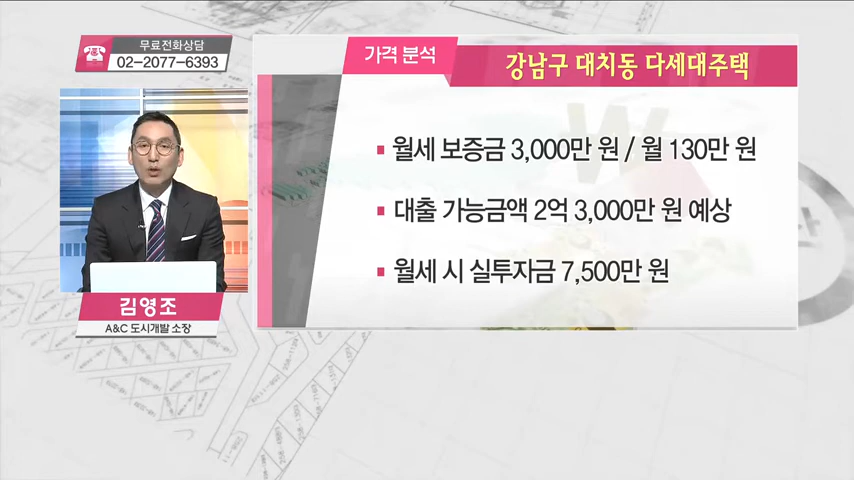 무료전화상담
02-2077-6393
가격 분석
강남구 대치동 다세대주택
월세 보증금 3,000만 원 / 월 130만 원
대출 가능금액 2억 3,000만 원 예상
월세 시 실투자금 7,500만 원
김영조
A&C 도시개발 소장